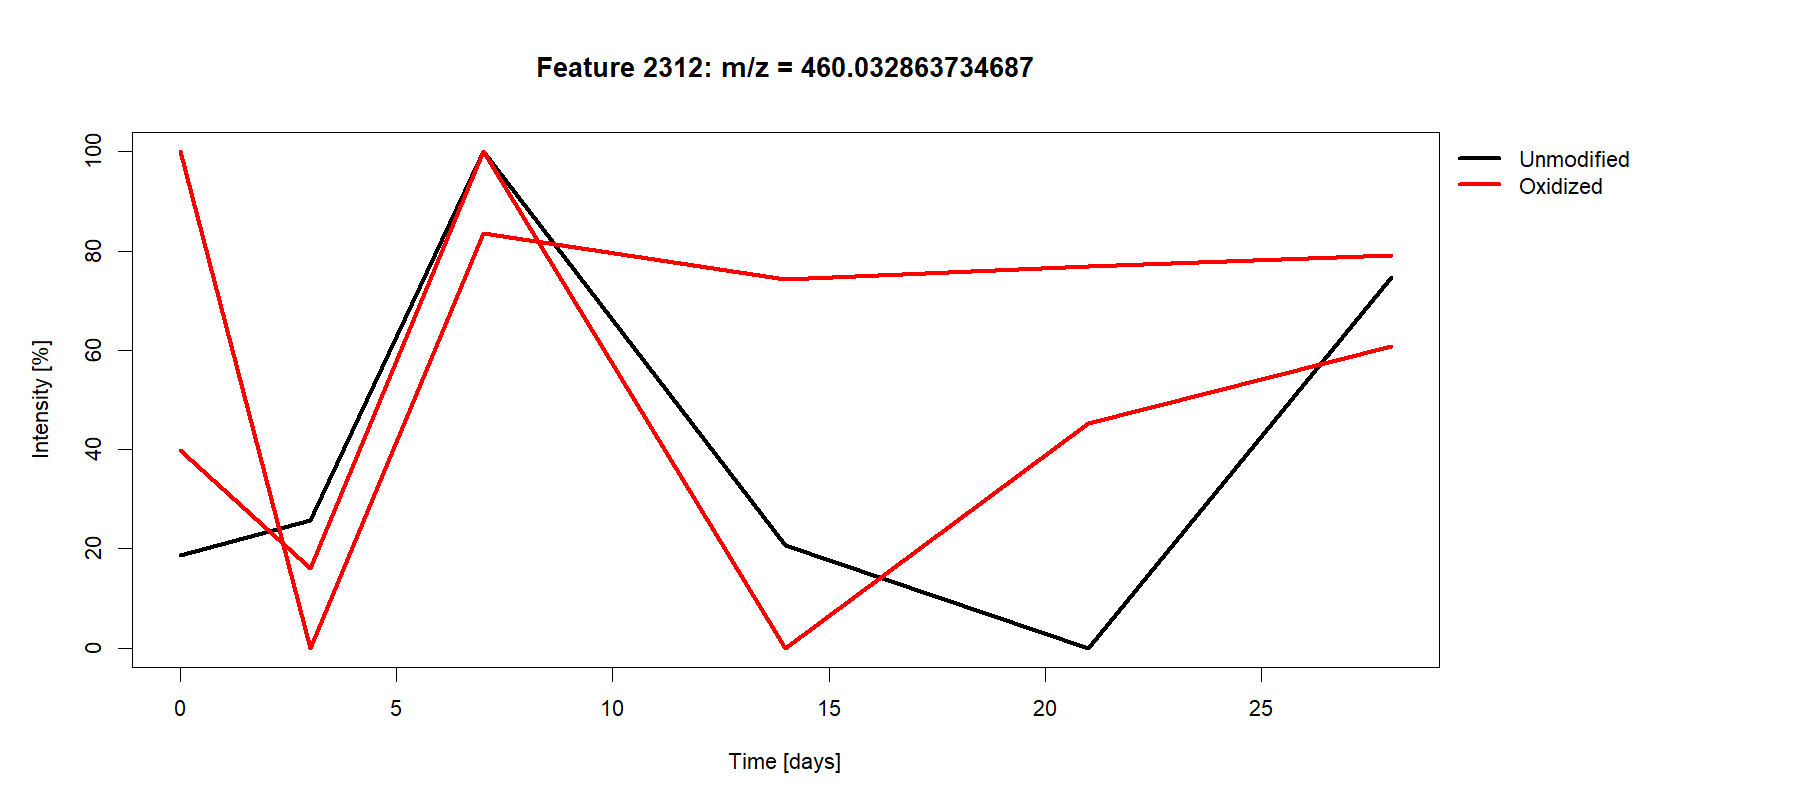 Feature 2312: m/z = 460.032863734687
Unmodified
Oxidized
Intensity [%]
100
80
60
40
20
0
0 5 10 15 20 25
Time [days]